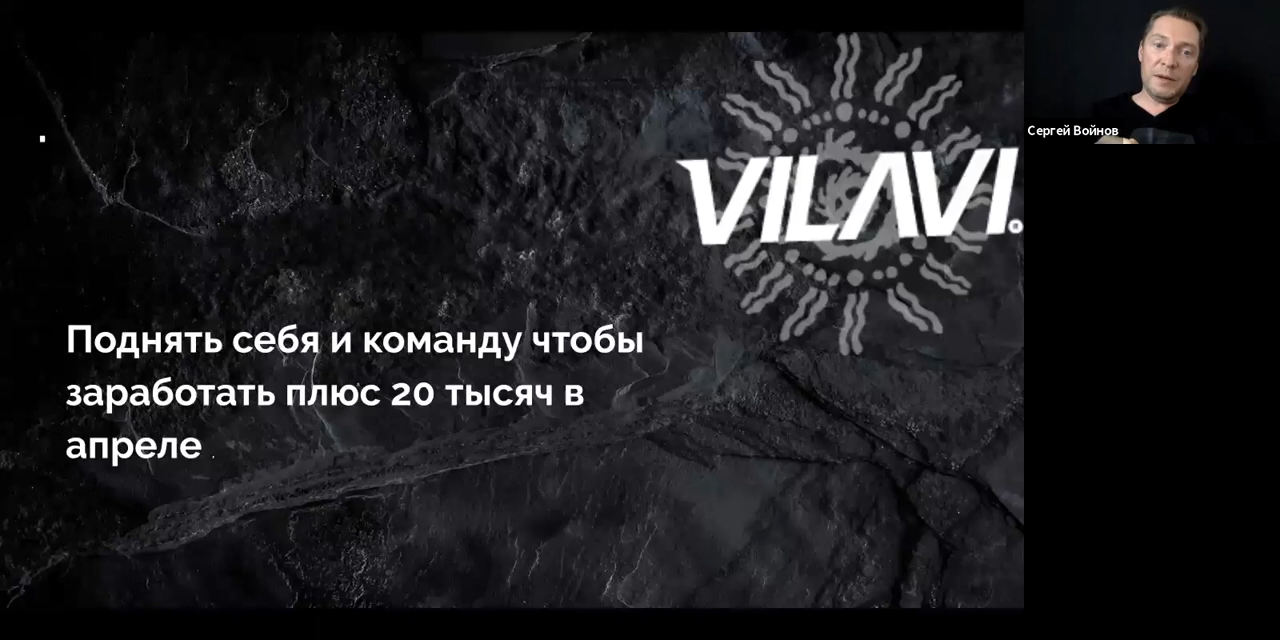 VILAVI
Сергей Войнов
Поднять себя и команду чтобы
заработать плюс 20 тысяч в
апреле .